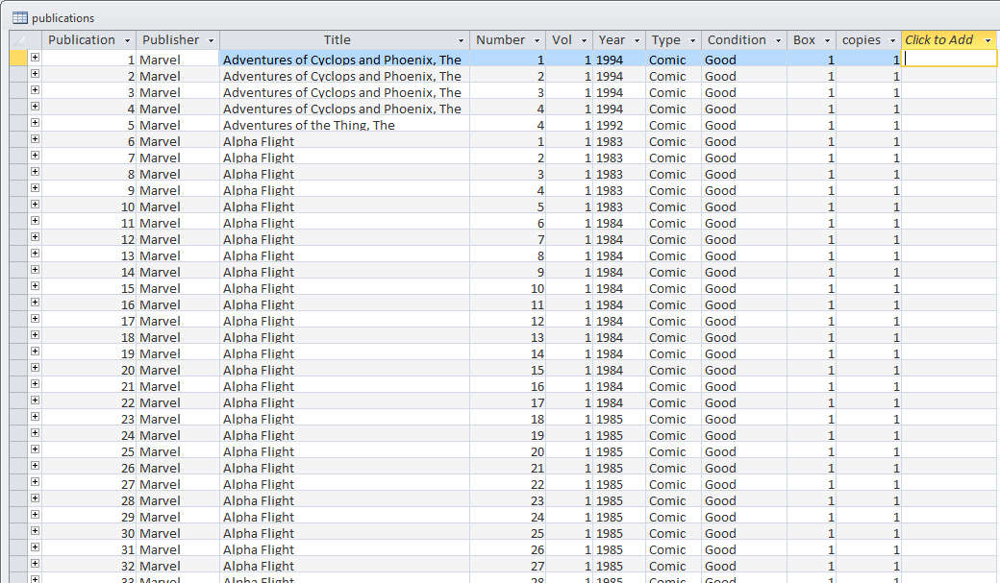 publications
Publication Publisher Title Number Vol Year Type Condition Box copies Click to Add
1 Marvel Adventures of Cyclops and Phoenix, The 1 1 1994 Comic Good 1 1
2 Marvel Adventures of Cyclops and Phoenix, The 2 1 1994 Comic Good 1 1
3 Marvel Adventures of Cyclops and Phoenix, The 3 1 1994 Comic Good 1 1
4 Marvel Adventures of Cyclops and Phoenix, The 4 1 1994 Comic Good 1 1
5 Marvel Adventures of the Thing, The 4 1 1992 Comic Good 1 1
6 Marvel Alpha Flight 1 1 1983 Comic Good 1 1
7 Marvel Alpha Flight 2 1 1983 Comic Good 1 1
8 Marvel Alpha Flight 3 1 1983 Comic Good 1 1
9 Marvel Alpha Flight 4 1 1983 Comic Good 1 1
10 Marvel Alpha Flight 5 1 1983 Comic Good 1 1
11 Marvel Alpha Flight 6 1 1984 Comic Good 1 1
12 Marvel Alpha Flight 7 1 1984 Comic Good 1 1
13 Marvel Alpha Flight 8 1 1984 Comic Good 1 1
14 Marvel Alpha Flight 9 1 1984 Comic Good 1 1
15 Marvel Alpha Flight 10 1 1984 Comic Good 1 1
16 Marvel Alpha Flight 11 1 1984 Comic Good 1 1
17 Marvel Alpha Flight 12 1 1984 Comic Good 1 1
18 Marvel Alpha Flight 13 1 1984 Comic Good 1 1
19 Marvel Alpha Flight 14 1 1984 Comic Good 1 1
20 Marvel Alpha Flight 15 1 1984 Comic Good 1 1
21 Marvel Alpha Flight 16 1 1984 Comic Good 1 1
22 Marvel Alpha Flight 17 1 1984 Comic Good 1 1
23 Marvel Alpha Flight 18 1 1985 Comic Good 1 1
24 Marvel Alpha Flight 19 1 1985 Comic Good 1 1
25 Marvel Alpha Flight 20 1 1985 Comic Good 1 1
26 Marvel Alpha Flight 21 1 1985 Comic Good 1 1
27 Marvel Alpha Flight 22 1 1985 Comic Good 1 1
28 Marvel Alpha Flight 23 1 1985 Comic Good 1 1
29 Marvel Alpha Flight 24 1 1985 Comic Good 1 1
30 Marvel Alpha Flight 25 1 1985 Comic Good 1 1
31 Marvel Alpha Flight 26 1 1985 Comic Good 1 1
32 Marvel Alpha Flight 27 1 1985 Comic Good 1 1
33 Marvel Alpha Flight 28 1 1985 Comic Good 1 1